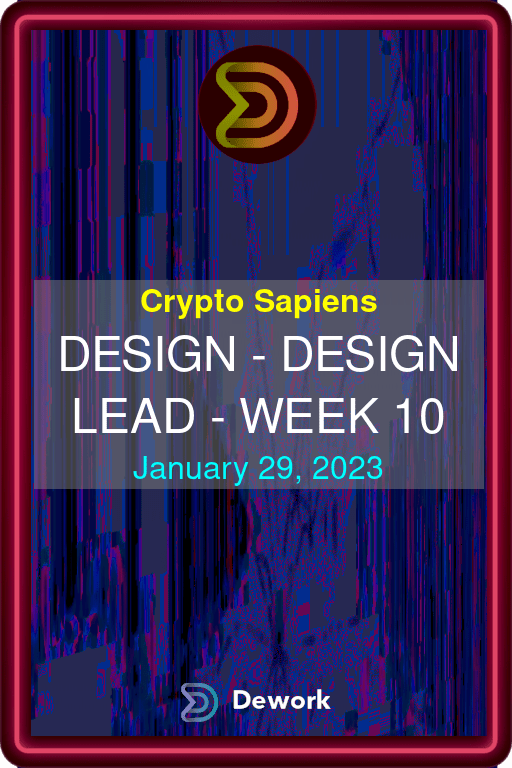 Crypto Sapiens
DESIGN - DESIGN
LEAD - WEEK 10
January 29, 2023
Dework